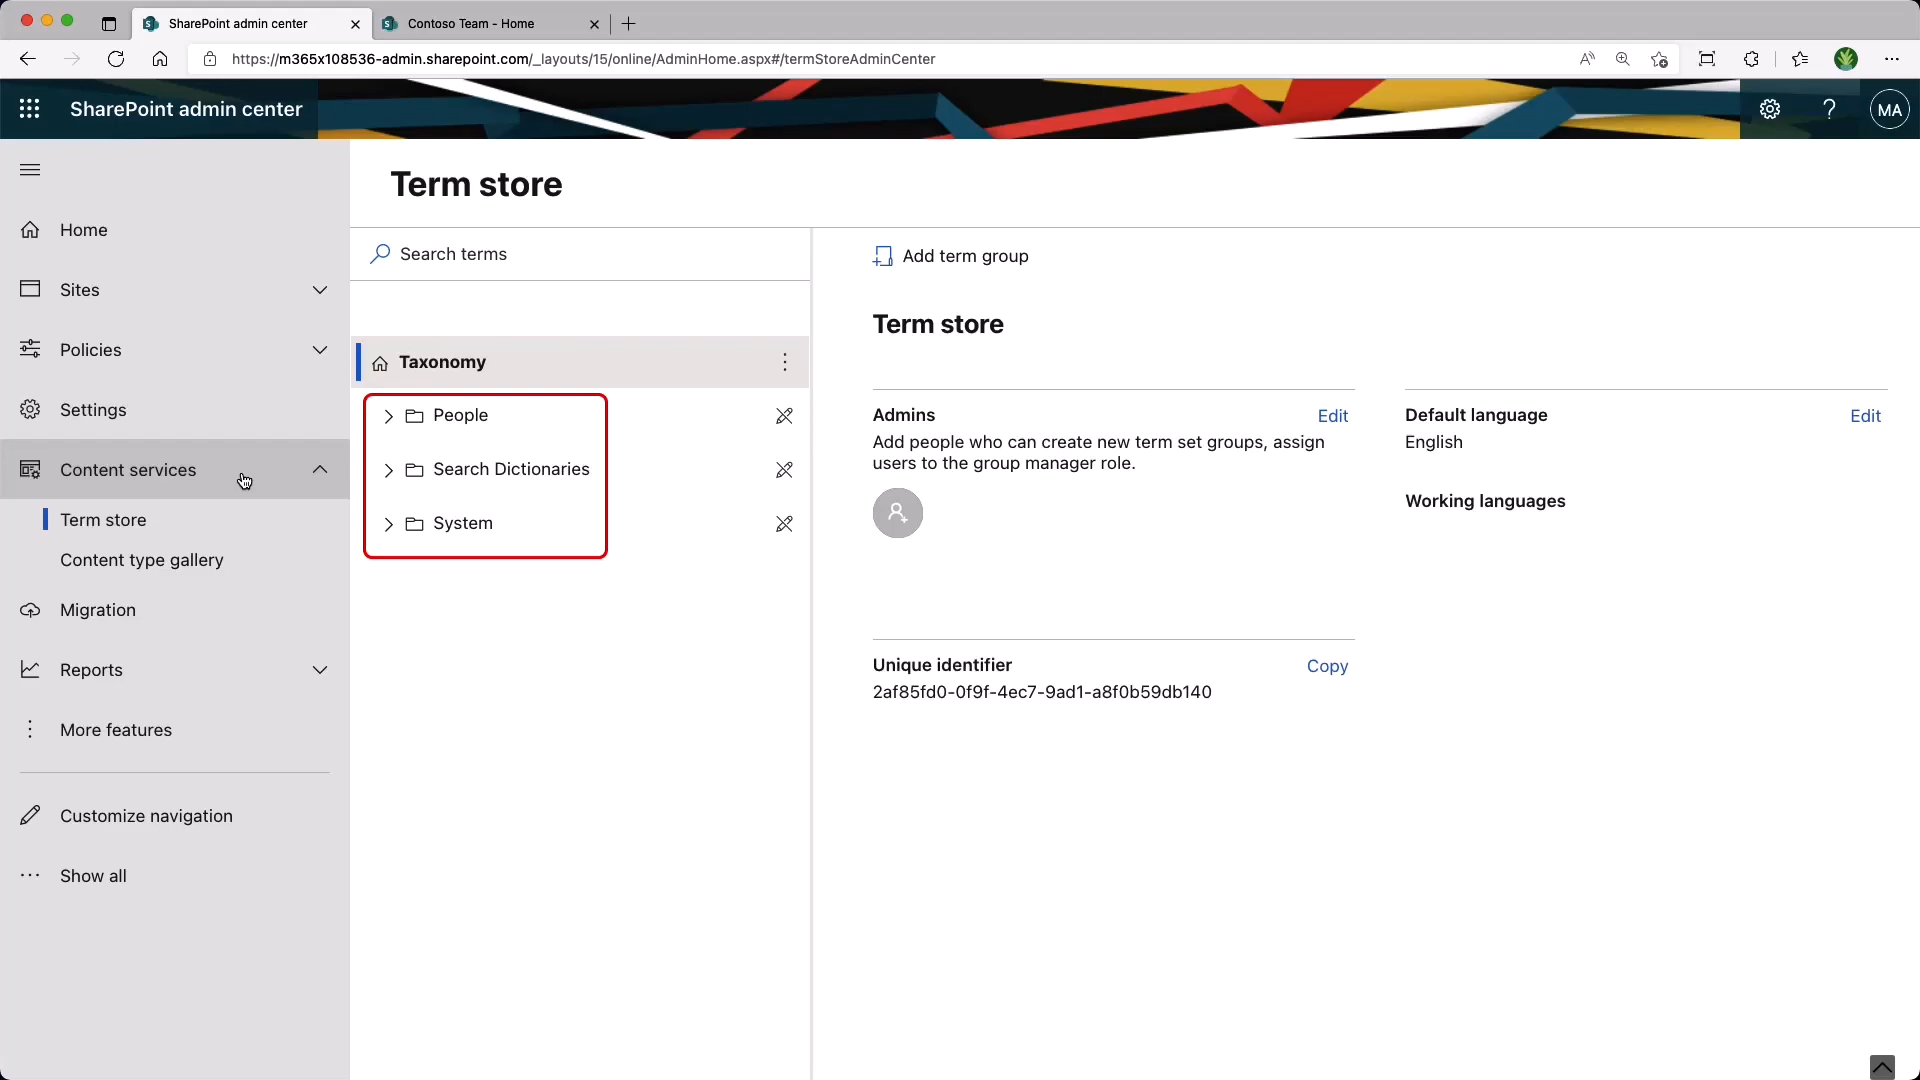 SharePoint admin center
Contoso Team - Home
https://m365x108536-admin.sharepoint.com/_layouts/15/online/AdminHome.aspx#/termStoreAdminCenter
SharePoint admin center
MA
Home
Sites
Policies
Settings
Content services
Term store
Content type gallery
Migration
Reports
More features
Customize navigation
Show all
Term store
Search terms
Taxonomy
People
Search Dictionaries
System
Add term group
Term store
Admins
Edit
Add people who can create new term set groups, assign
users to the group manager role.
Default language
Edit
English
Working languages
Unique identifier
Copy
2af85fd0-0f9f-4ec7-9ad1-a8f0b59db140